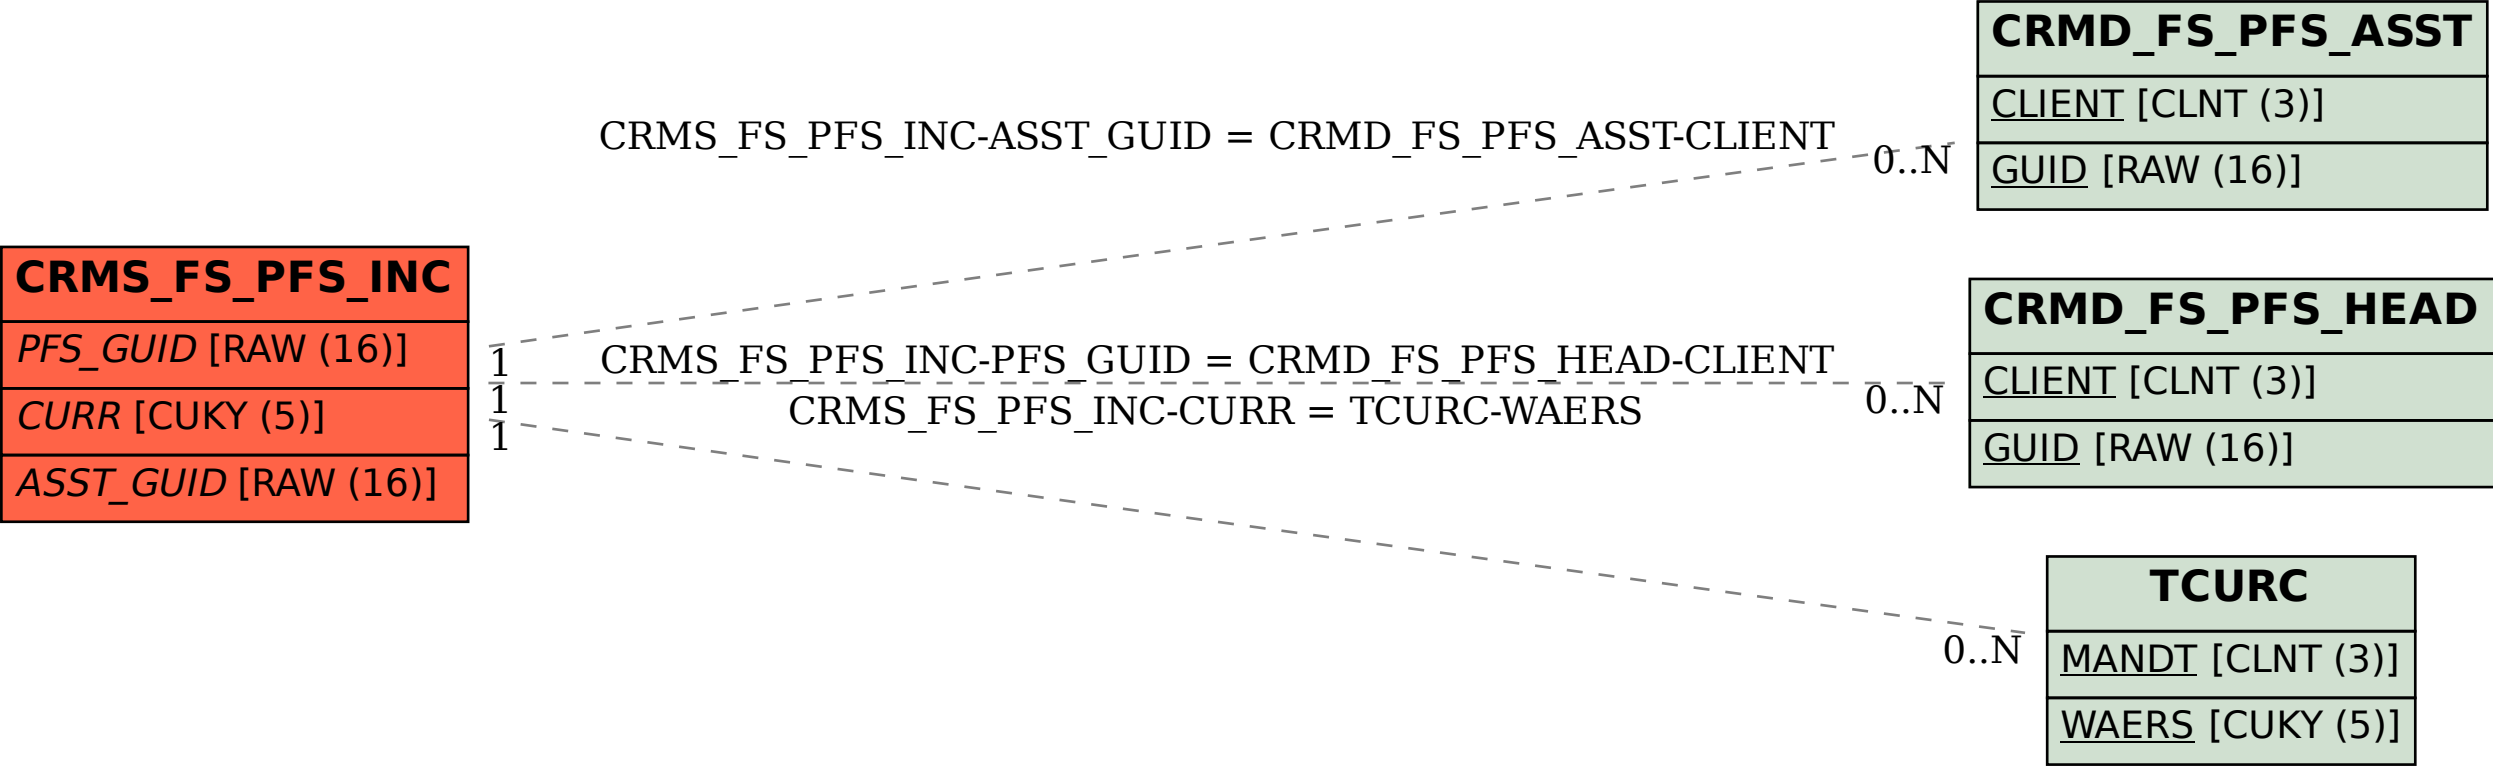 CRMS_FS_PFS_INC
PFS_GUID [RAW (16)]
CURR [CUKY (5)]
ASST_GUID [RAW (16)]
CRMS_FS_PFS_INC-ASST_GUID = CRMD_FS_PFS_ASST-CLIENT
1
0..N
CRMS_FS_PFS_INC-PFS_GUID = CRMD_FS_PFS_HEAD-CLIENT
1
0..N
CRMS_FS_PFS_INC-CURR = TCURC-WAERS
1
0..N
CRMD_FS_PFS_ASST
CLIENT [CLNT (3)]
GUID [RAW (16)]
CRMD_FS_PFS_HEAD
CLIENT [CLNT (3)]
GUID [RAW (16)]
TCURC
MANDT [CLNT (3)]
WAERS [CUKY (5)]